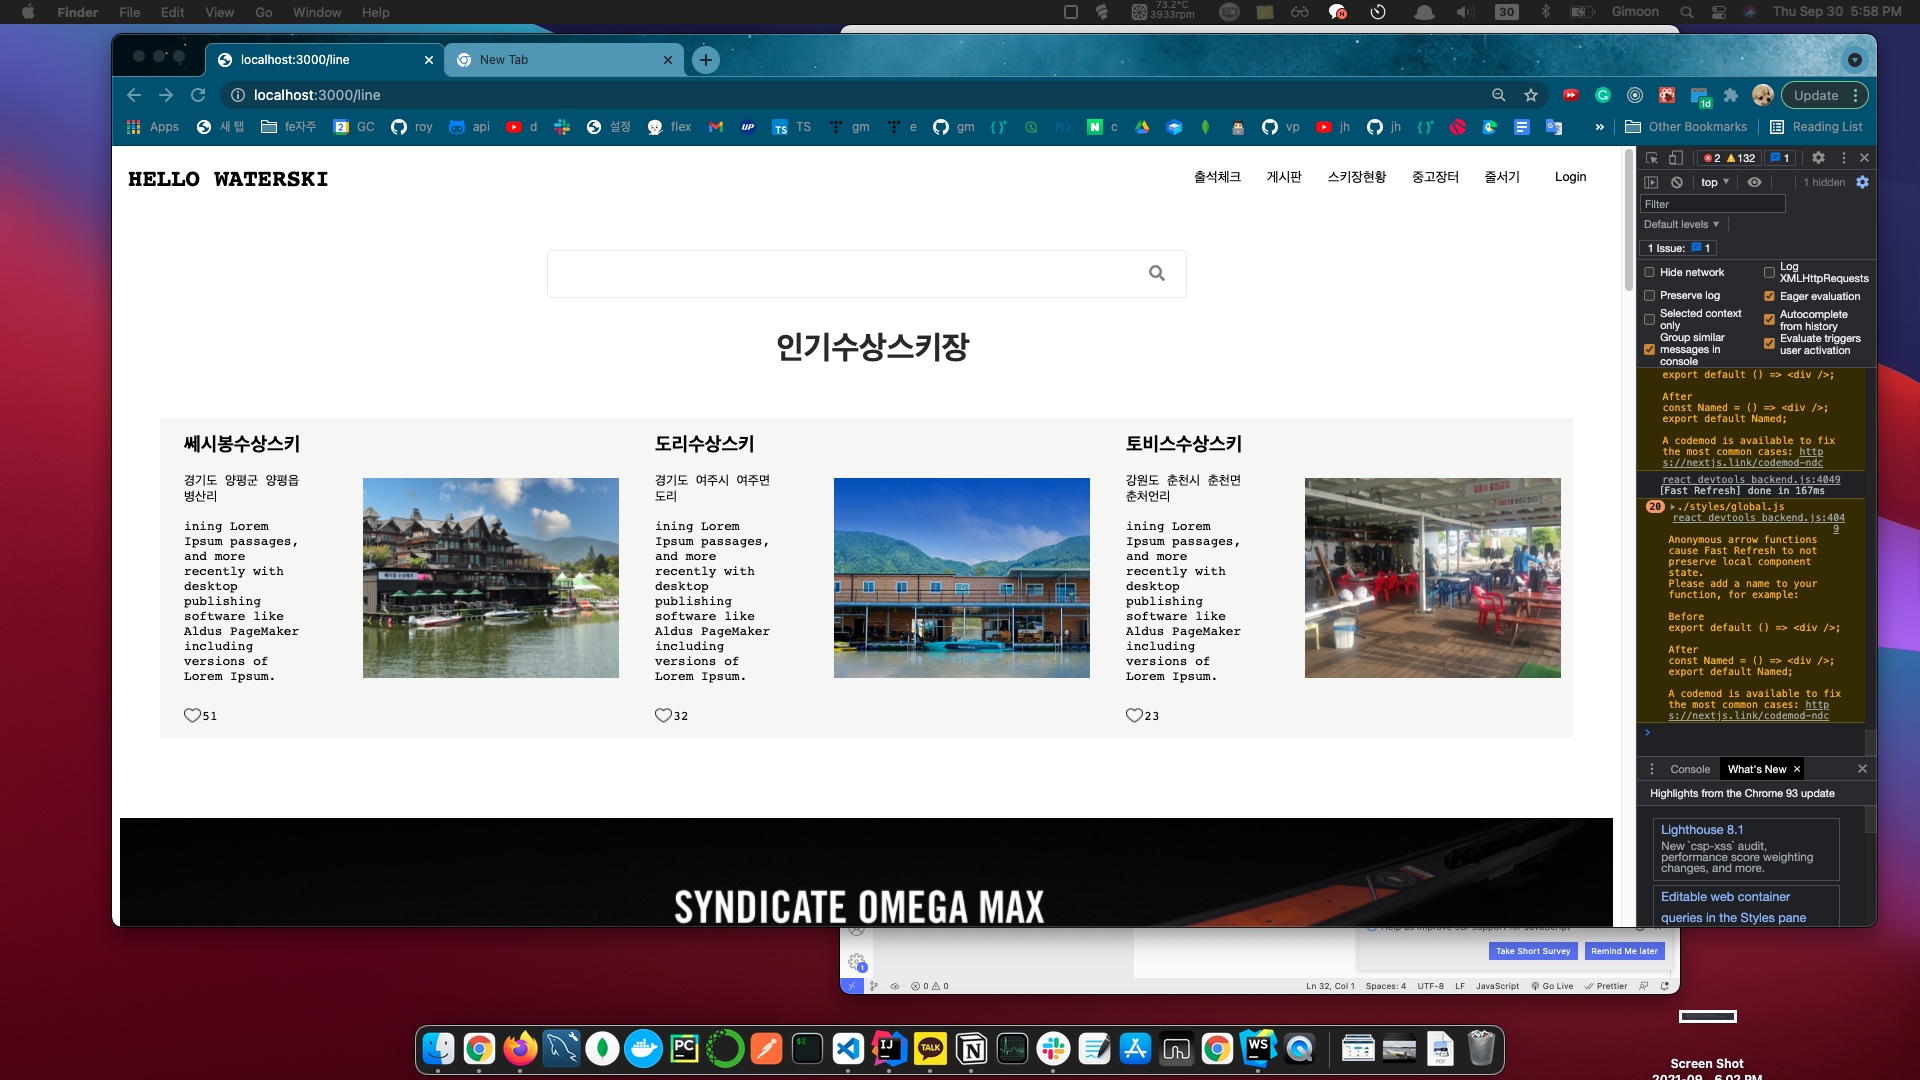 Finder File Edit View Go Window Help
73.2°C
3933rpm
30
Gimoon
Thu Sep 30 5:58 PM
localhost:3000/line
New Tab
localhost:3000/line
1d
Update
Apps
새 탭
fe자주
GC
roy
api
d
설정
flex
TS
gm
e
gm
c
vp
jh
jh
»
Other Bookmarks
Reading List
HELLO WATERSKI
출석체크
게시판
스키장현황
중고장터
줄서기
Login
인기수상스키장
쎄시봉수상스키
경기도 양평군 양평읍
병산리
ining Lorem
Ipsum passages,
and more
recently with
desktop
publishing
software like
Aldus PageMaker
including
versions of
Lorem Ipsum.
51
도리수상스키
경기도 여주시 여주면
도리
ining Lorem
Ipsum passages,
and more
recently with
desktop
publishing
software like
Aldus PageMaker
including
versions of
Lorem Ipsum.
32
토비스수상스키
강원도 춘천시 춘천면
춘처언리
ining Lorem
Ipsum passages,
and more
recently with
desktop
publishing
software like
Aldus PageMaker
including
versions of
Lorem Ipsum.
23
SYNDICATE OMEGA MAX
2 132 1
top
1 hidden
Filter
Default levels
1 Issue: 1
Hide network
Log
XMLHttpRequests
Preserve log
Eager evaluation
Selected context
only
Autocomplete
from history
Group similar
messages in
console
Evaluate triggers
user activation
export default () => <div />;
After
const Named = () => <div />;
export default Named;
A codemod is available to fix
the most common cases: http
s://nextjs.link/codemod-ndc
react_devtools_backend.js:4049
[Fast Refresh] done in 167ms
20 ./styles/global.js
react_devtools_backend.js:404
9
Anonymous arrow functions
cause Fast Refresh to not
preserve local component
state.
Please add a name to your
function, for example:
Before
export default () => <div />;
After
const Named = () => <div />;
export default Named;
A codemod is available to fix
the most common cases: http
s://nextjs.link/codemod-ndc
Console
What's New
Highlights from the Chrome 93 update
Lighthouse 8.1
New `csp-xss` audit,
performance score weighting
changes, and more.
Editable web container
queries in the Styles pane
Take Short Survey
Remind Me later
0 0
Ln 32, Col 1
Spaces: 4
UTF-8
LF
JavaScript
Go Live
Prettier
PC
IJ
TALK
WS
PDF
Screen Shot